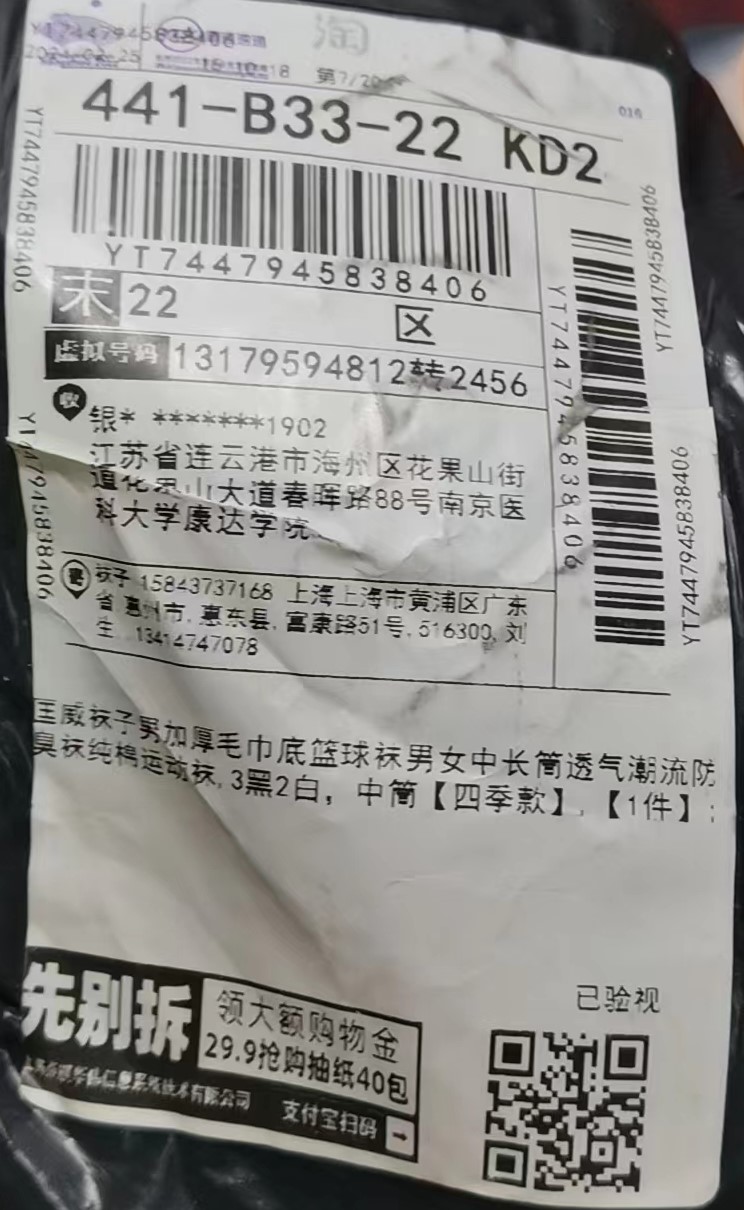 淘
441-B33-22 KD2
016
YT7447945838406
末 22
区
虚拟号码 13179594812转2456
收 银* *******1902
江苏省连云港市海州区花果山街
道花果山大道春晖路88号南京医
科大学康达学院
寄 袜子 15843737168 上海上海市黄浦区广东
省 惠州市, 惠东县, 富康路51号, 516300, 刘
生 13414747078
YT7447945838406
YT7447945838406
YT7447945838406
YT7447945838406
YT7447945838406
匡威袜子男加厚毛巾底篮球袜男女中长筒透气潮流防
臭袜纯棉运动袜, 3黑2白，中筒【四季款】,【1件】;
已验视
先别拆
领大额购物金
29.9抢购抽纸40包
支付宝扫码 →